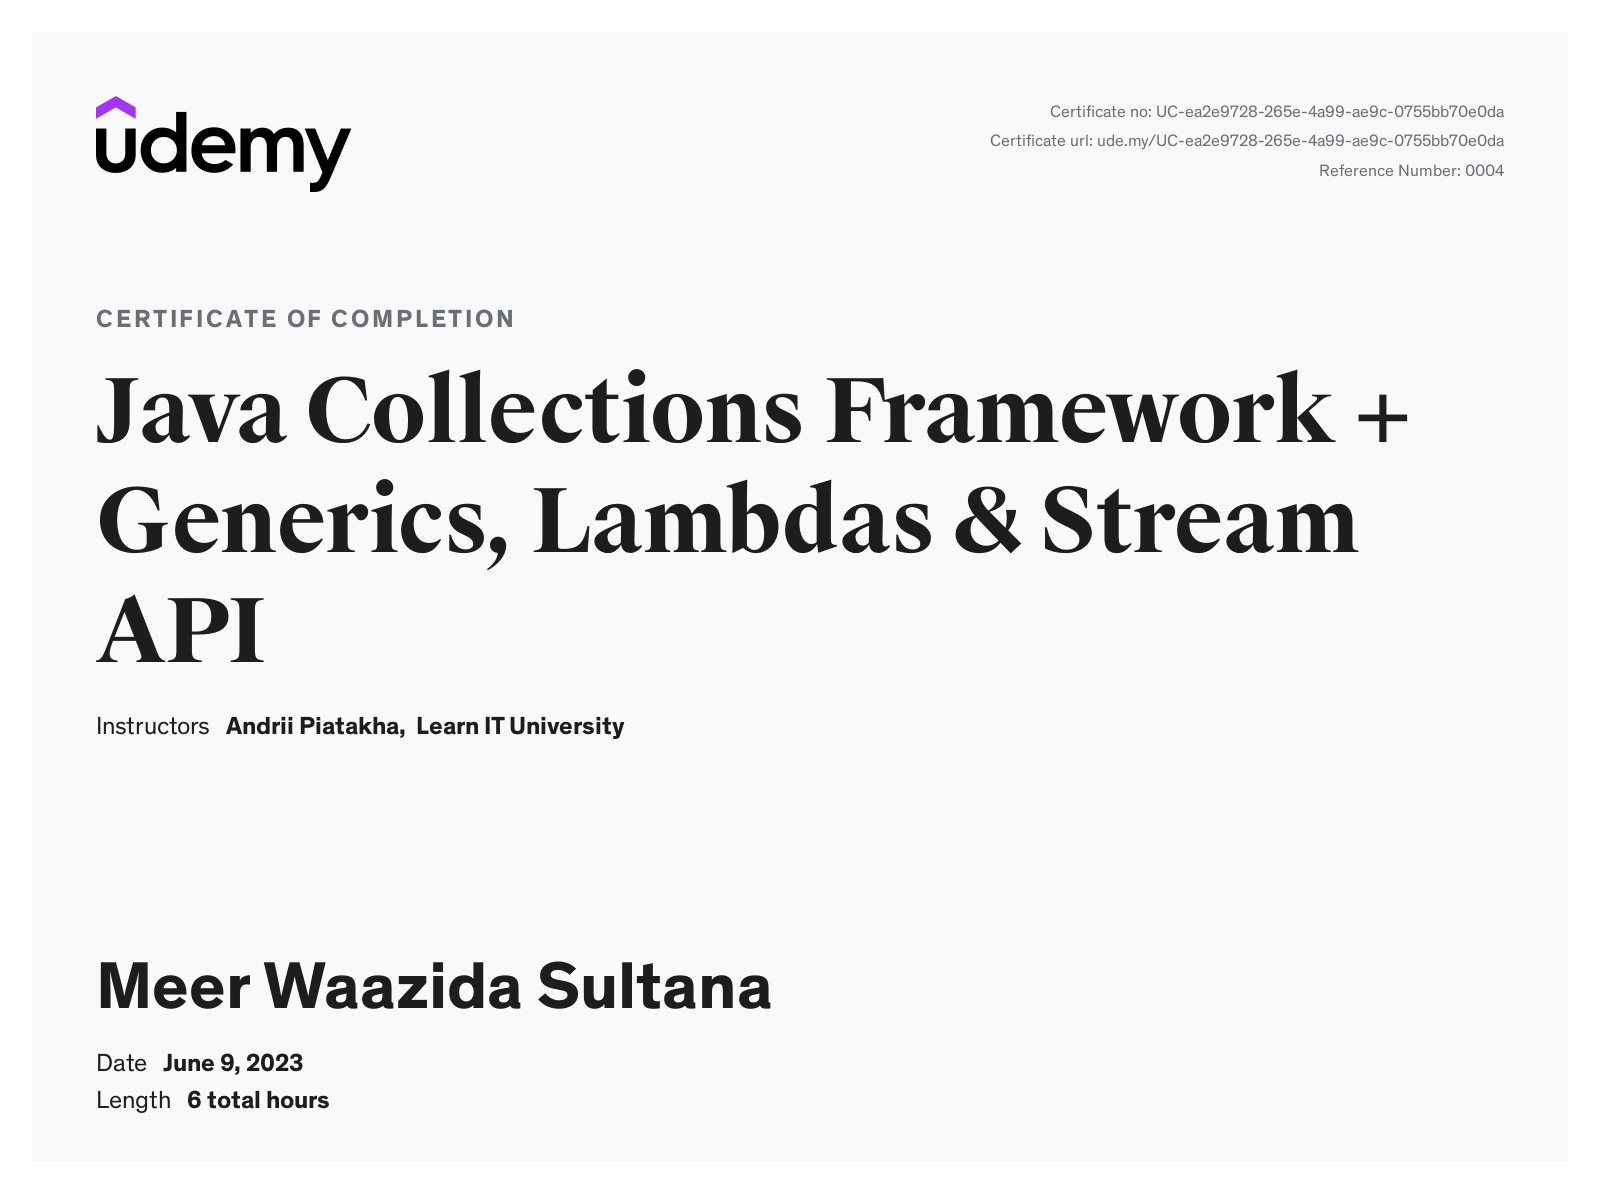 udemy
Certificate no: UC-ea2e9728-265e-4a99-ae9c-0755bb70e0da
Certificate url: ude.my/UC-ea2e9728-265e-4a99-ae9c-0755bb70e0da
Reference Number: 0004
CERTIFICATE OF COMPLETION
Java Collections Framework +
Generics, Lambdas & Stream
API
Instructors Andrii Piatakha, Learn IT University
Meer Waazida Sultana
Date June 9, 2023
Length 6 total hours